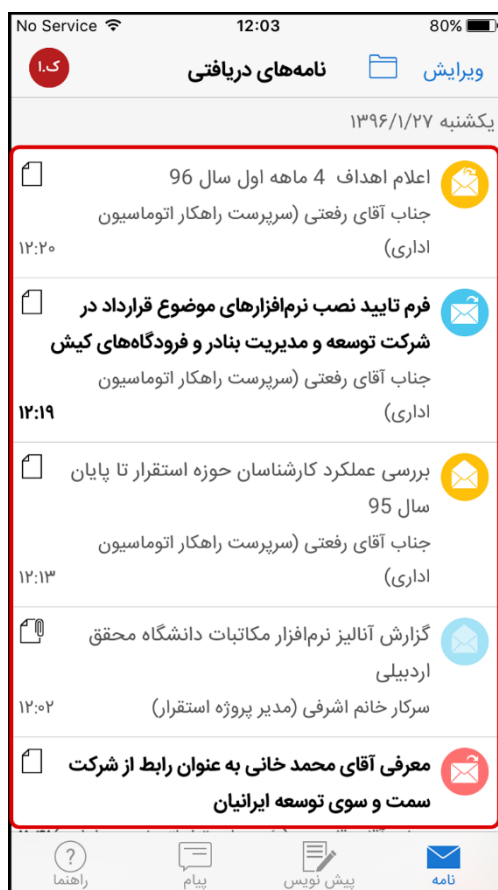 No Service 12:03 80%
ویرایش نامه‌های دریافتی ک.ا
یکشنبه ۱۳۹۶/۱/۲۷
اعلام اهداف 4 ماهه اول سال 96
جناب آقای رفعتی (سرپرست راهکار اتوماسیون
اداری) ۱۲:۲۰
فرم تایید نصب نرم‌افزارهای موضوع قرارداد در
شرکت توسعه و مدیریت بنادر و فرودگاه‌های کیش
جناب آقای رفعتی (سرپرست راهکار اتوماسیون
اداری) ۱۲:۱۹
بررسی عملکرد کارشناسان حوزه استقرار تا پایان
سال 95
جناب آقای رفعتی (سرپرست راهکار اتوماسیون
اداری) ۱۲:۱۳
گزارش آنالیز نرم‌افزار مکاتبات دانشگاه محقق
اردبیلی
سرکار خانم اشرفی (مدیر پروژه استقرار) ۱۲:۰۲
معرفی آقای محمد خانی به عنوان رابط از شرکت
سمت و سوی توسعه ایرانیان
نامه پیش نویس پیام راهنما